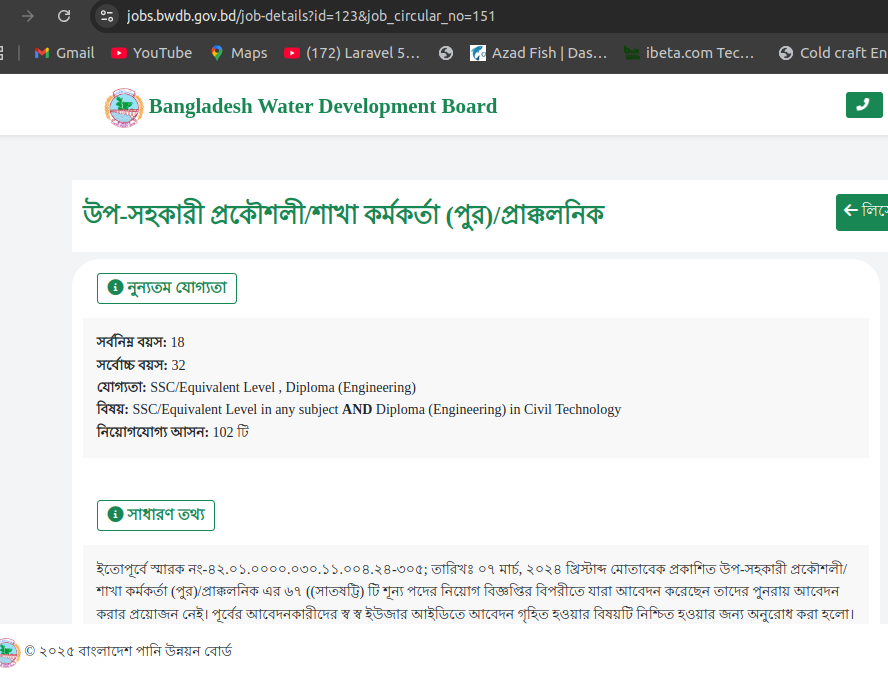 jobs.bwdb.gov.bd/job-details?id=123&job_circular_no=151
Gmail YouTube Maps (172) Laravel 5... Azad Fish | Das... ibeta.com Tec... Cold craft En
Bangladesh Water Development Board
উপ-সহকারী প্রকৌশলী/শাখা কর্মকর্তা (পুর)/প্রাক্কলনিক
নুন্যতম যোগ্যতা
সর্বনিম্ন বয়স: 18
সর্বোচ্চ বয়স: 32
যোগ্যতা: SSC/Equivalent Level , Diploma (Engineering)
বিষয়: SSC/Equivalent Level in any subject AND Diploma (Engineering) in Civil Technology
নিয়োগযোগ্য আসন: 102 টি
সাধারণ তথ্য
ইতোপূর্বে স্মারক নং-৪২.০১.০০০০.০৩০.১১.০০৪.২৪-৩০৫; তারিখঃ ০৭ মার্চ, ২০২৪ খ্রিস্টাব্দ মোতাবেক প্রকাশিত উপ-সহকারী প্রকৌশলী/
শাখা কর্মকর্তা (পুর)/প্রাক্কলনিক এর ৬৭ ((সাতষট্টি) টি শূন্য পদের নিয়োগ বিজ্ঞপ্তির বিপরীতে যারা আবেদন করেছেন তাদের পুনরায় আবেদন
করার প্রয়োজন নেই। পূর্বের আবেদনকারীদের স্ব স্ব ইউজার আইডিতে আবেদন গৃহিত হওয়ার বিষয়টি নিশ্চিত হওয়ার জন্য অনুরোধ করা হলো।
© ২০২৫ বাংলাদেশ পানি উন্নয়ন বোর্ড